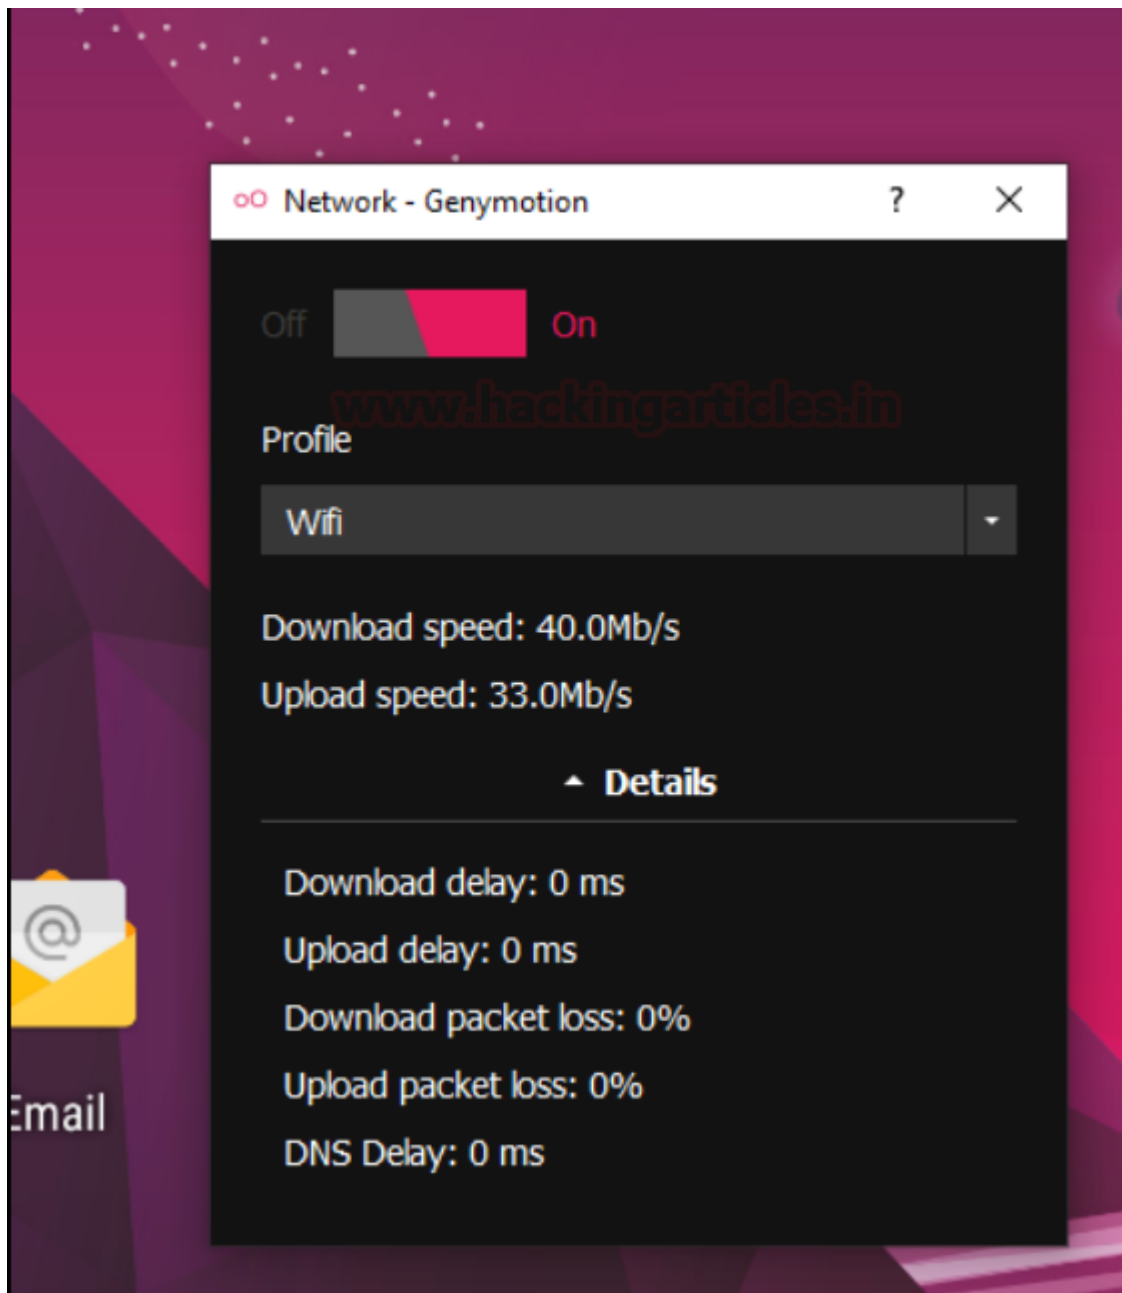 Network - Genymotion ? ×
Off On
www.hackingarticles.in
Profile
Wifi
Download speed: 40.0Mb/s
Upload speed: 33.0Mb/s
Details
Download delay: 0 ms
Upload delay: 0 ms
Download packet loss: 0%
Upload packet loss: 0%
DNS Delay: 0 ms
@
Email